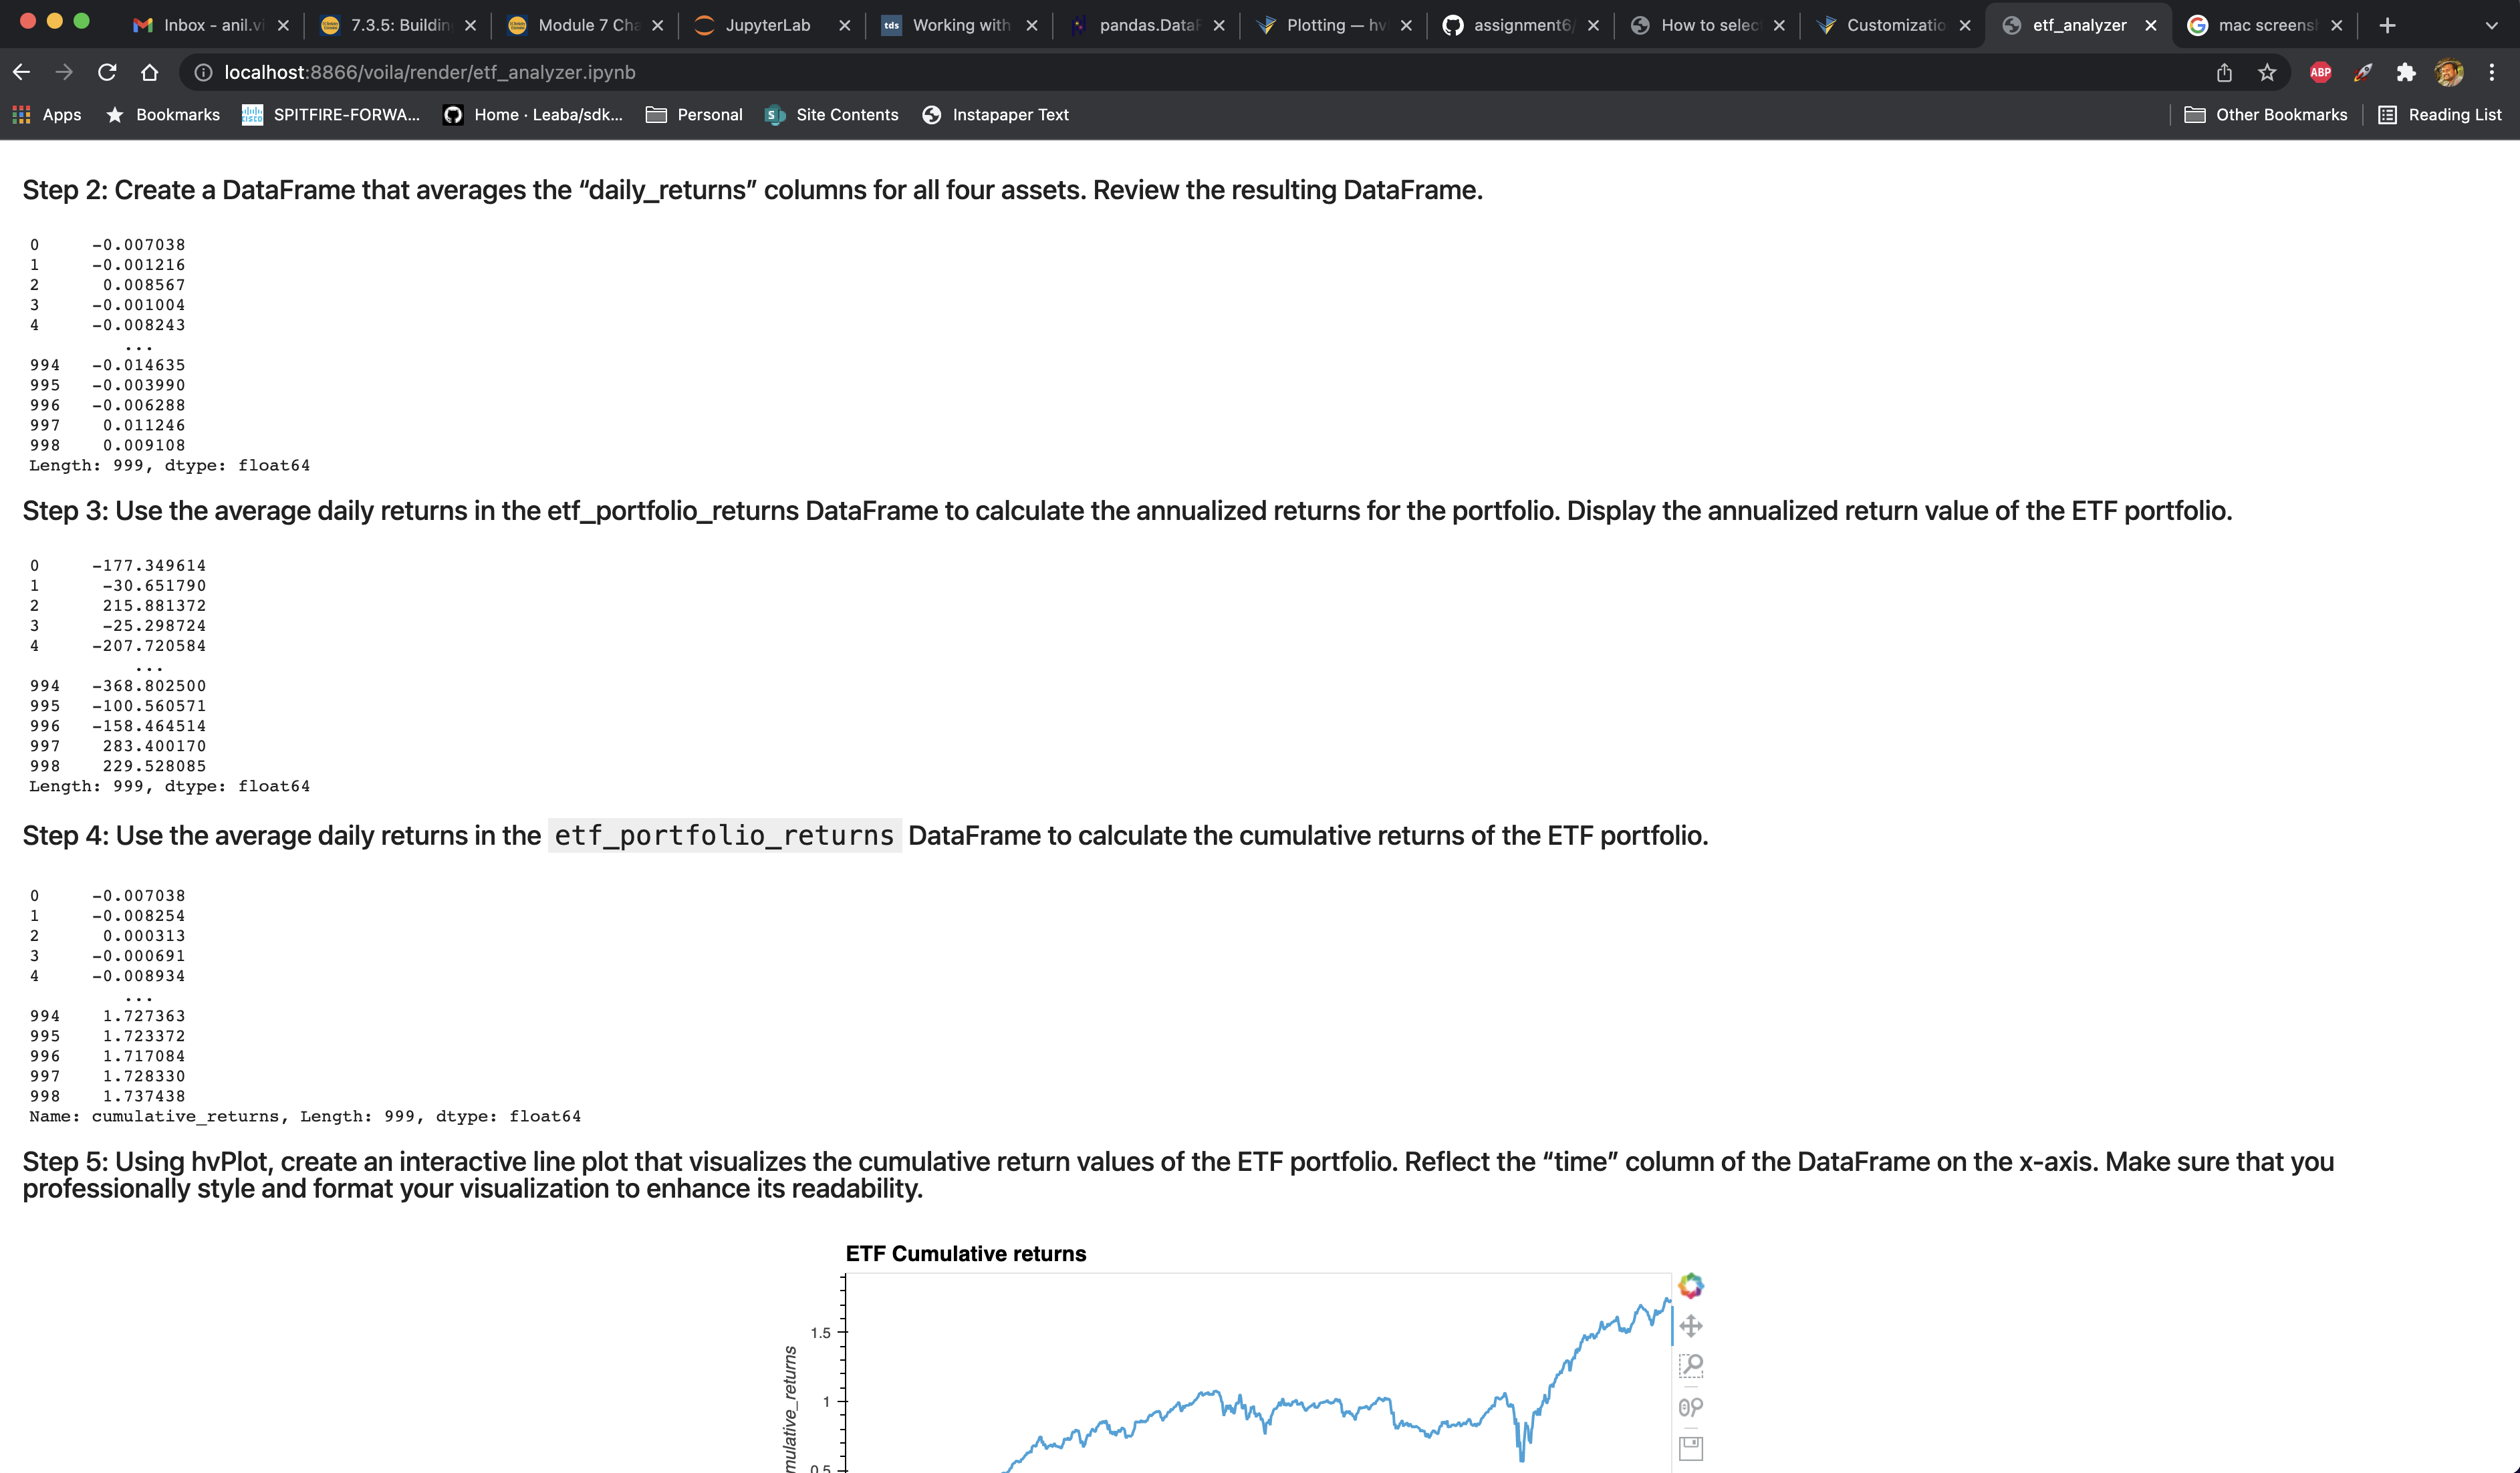 Inbox - anil.vi
7.3.5: Building
Module 7 Cha
JupyterLab
tds
Working with
pandas.DataF
Plotting — hv
assignment6/
How to selec
Customizatio
etf_analyzer
mac screensh
localhost:8866/voila/render/etf_analyzer.ipynb
ABP
Apps
Bookmarks
CISCO
SPITFIRE-FORWA...
Home · Leaba/sdk...
Personal
S
Site Contents
Instapaper Text
Other Bookmarks
Reading List
Step 2: Create a DataFrame that averages the “daily_returns” columns for all four assets. Review the resulting DataFrame.
0 -0.007038
1 -0.001216
2 0.008567
3 -0.001004
4 -0.008243
...
994 -0.014635
995 -0.003990
996 -0.006288
997 0.011246
998 0.009108
Length: 999, dtype: float64
Step 3: Use the average daily returns in the etf_portfolio_returns DataFrame to calculate the annualized returns for the portfolio. Display the annualized return value of the ETF portfolio.
0 -177.349614
1 -30.651790
2 215.881372
3 -25.298724
4 -207.720584
...
994 -368.802500
995 -100.560571
996 -158.464514
997 283.400170
998 229.528085
Length: 999, dtype: float64
Step 4: Use the average daily returns in the etf_portfolio_returns DataFrame to calculate the cumulative returns of the ETF portfolio.
0 -0.007038
1 -0.008254
2 0.000313
3 -0.000691
4 -0.008934
...
994 1.727363
995 1.723372
996 1.717084
997 1.728330
998 1.737438
Name: cumulative_returns, Length: 999, dtype: float64
Step 5: Using hvPlot, create an interactive line plot that visualizes the cumulative return values of the ETF portfolio. Reflect the “time” column of the DataFrame on the x-axis. Make sure that you
professionally style and format your visualization to enhance its readability.
ETF Cumulative returns
1.5
1
0.5
mulative_returns